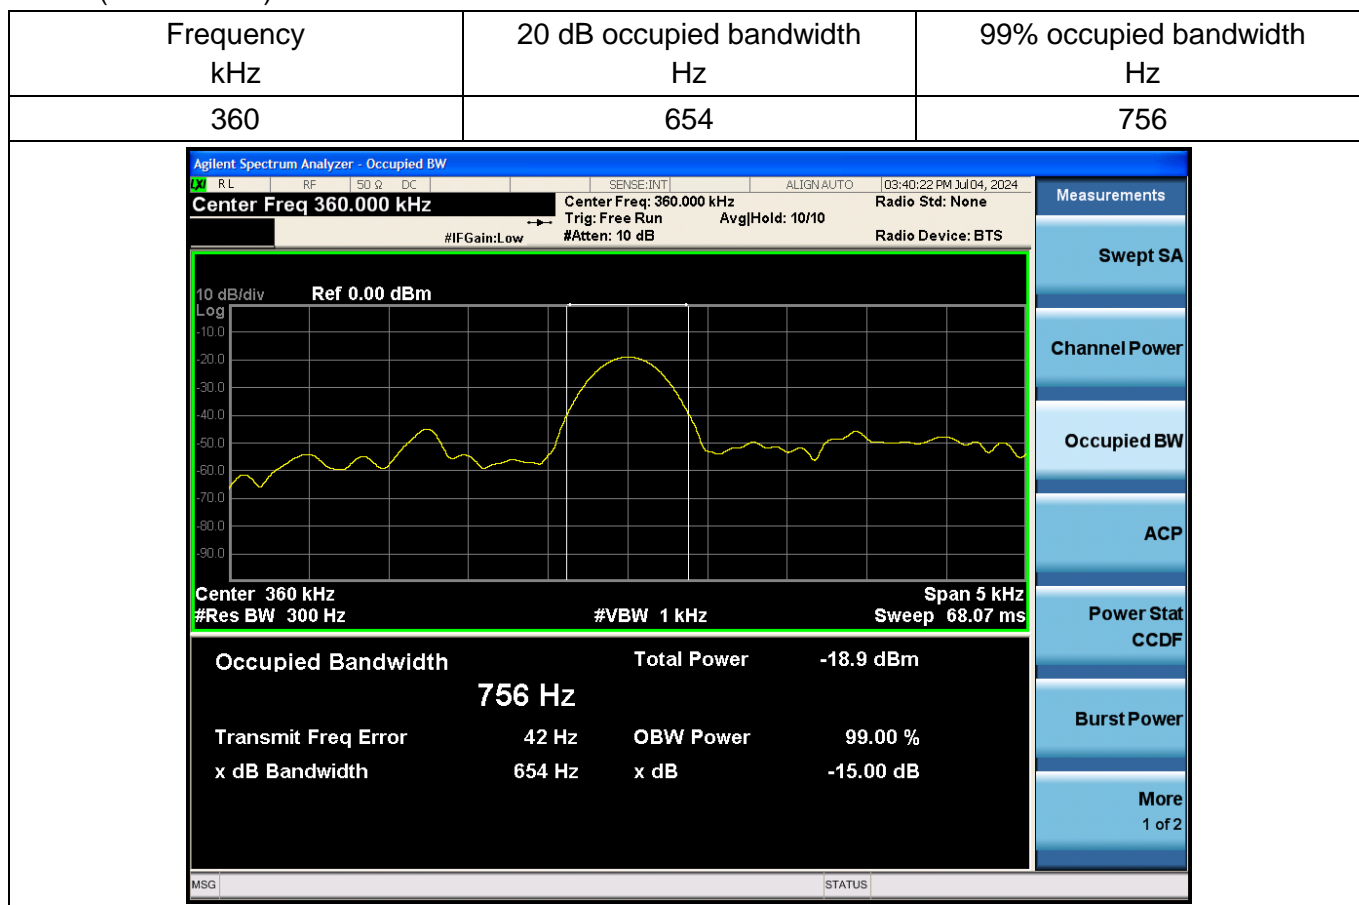 Frequency
kHz
20 dB occupied bandwidth
Hz
99% occupied bandwidth
Hz
360
654
756
Agilent Spectrum Analyzer - Occupied BW
LXI RL RF 50 Ω DC SENSE:INT ALIGN AUTO 03:40:22 PM Jul 04, 2024
Center Freq 360.000 kHz
Center Freq: 360.000 kHz
Radio Std: None
Trig: Free Run
Avg|Hold: 10/10
#IFGain:Low
#Atten: 10 dB
Radio Device: BTS
10 dB/div
Ref 0.00 dBm
Log
-10.0
-20.0
-30.0
-40.0
-50.0
-60.0
-70.0
-80.0
-90.0
Center 360 kHz
Span 5 kHz
#Res BW 300 Hz
#VBW 1 kHz
Sweep 68.07 ms
Occupied Bandwidth
Total Power
-18.9 dBm
756 Hz
Transmit Freq Error
42 Hz
OBW Power
99.00 %
x dB Bandwidth
654 Hz
x dB
-15.00 dB
MSG
STATUS
Measurements
Swept SA
Channel Power
Occupied BW
ACP
Power Stat
CCDF
Burst Power
More
1 of 2